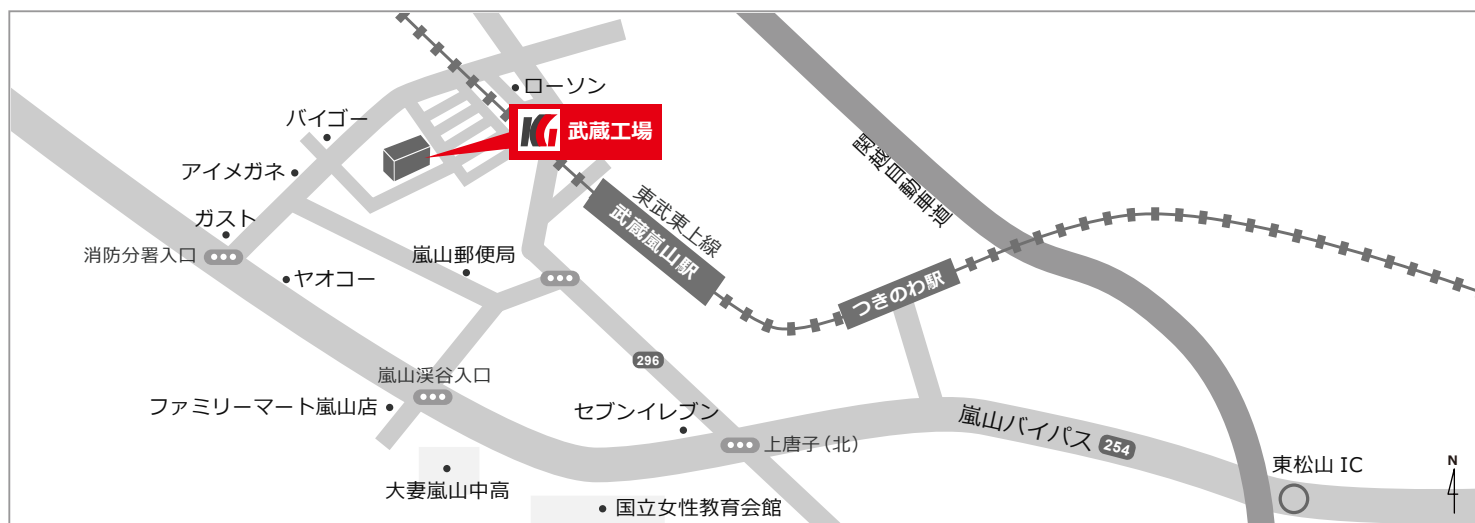 ローソン
バイゴー
KG 武蔵工場
アイメガネ
関越自動車道
東武東上線
武蔵嵐山駅
ガスト
消防分署入口
嵐山郵便局
ヤオコー
つきのわ駅
296
嵐山渓谷入口
ファミリーマート嵐山店
セブンイレブン
嵐山バイパス 254
上唐子（北）
東松山 IC
N
大妻嵐山中高
国立女性教育会館